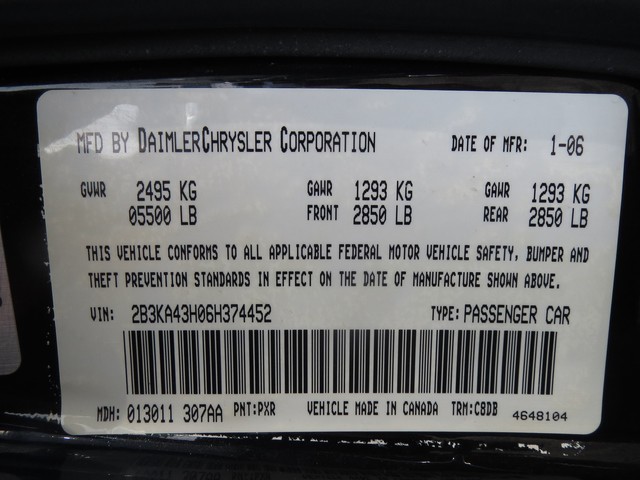 MFD BY DAIMLERCHRYSLER CORPORATION DATE OF MFR: 1-06
GVWR 2495 KG GAWR 1293 KG GAWR 1293 KG
05500 LB FRONT 2850 LB REAR 2850 LB
THIS VEHICLE CONFORMS TO ALL APPLICABLE FEDERAL MOTOR VEHICLE SAFETY, BUMPER AND
THEFT PREVENTION STANDARDS IN EFFECT ON THE DATE OF MANUFACTURE SHOWN ABOVE.
VIN: 2B3KA43H06H374452 TYPE: PASSENGER CAR
MDH: 013011 307AA PNT: PXR VEHICLE MADE IN CANADA TRM: C8DB 4648104